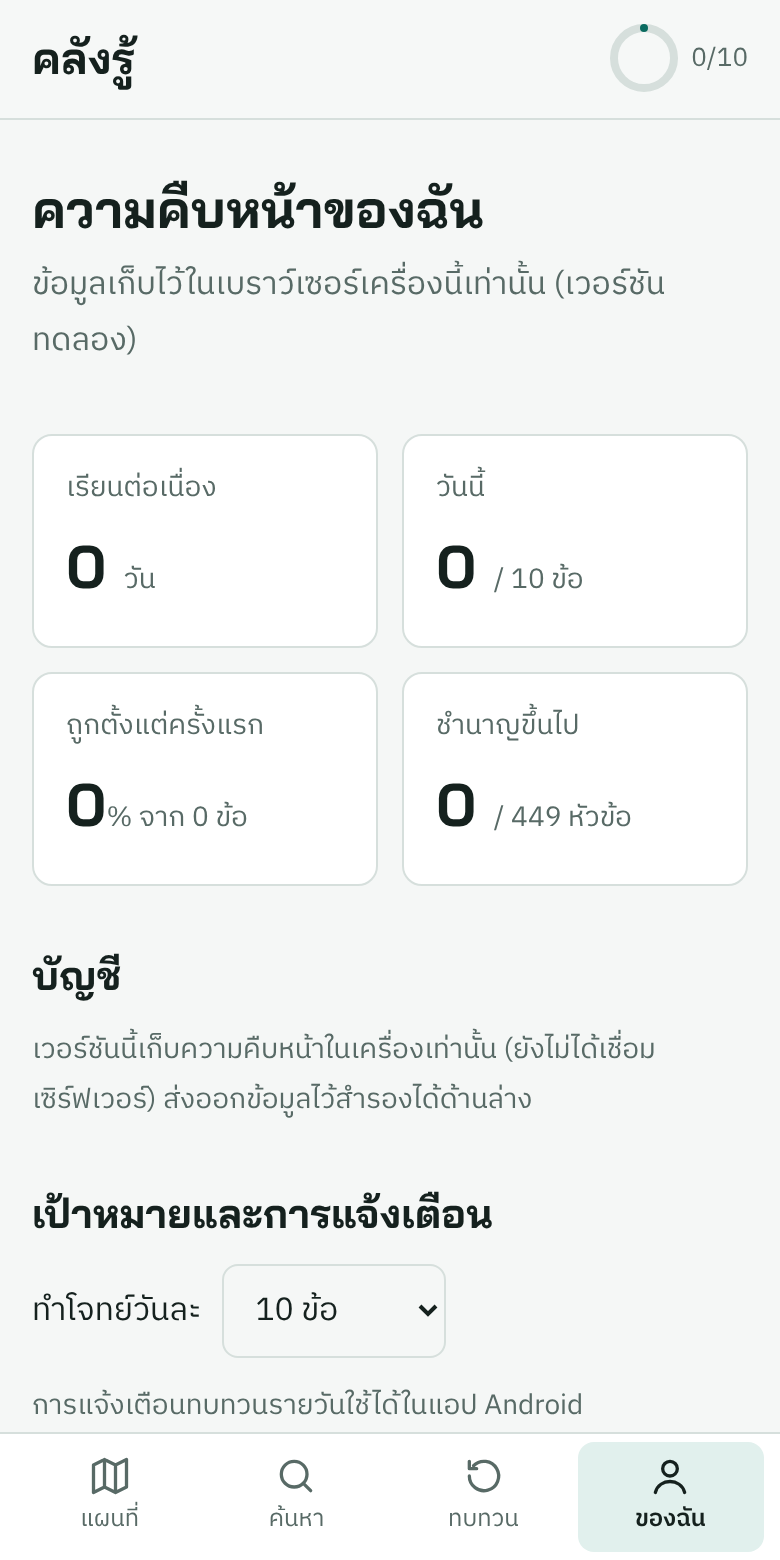 คลังรู้
0/10
ความคืบหน้าของฉัน
ข้อมูลเก็บไว้ในเบราว์เซอร์เครื่องนี้เท่านั้น (เวอร์ชัน
ทดลอง)
เรียนต่อเนื่อง
0 วัน
วันนี้
0 / 10 ข้อ
ถูกตั้งแต่ครั้งแรก
0% จาก 0 ข้อ
ชำนาญขึ้นไป
0 / 449 หัวข้อ
บัญชี
เวอร์ชันนี้เก็บความคืบหน้าในเครื่องเท่านั้น (ยังไม่ได้เชื่อม
เซิร์ฟเวอร์) ส่งออกข้อมูลไว้สำรองได้ด้านล่าง
เป้าหมายและการแจ้งเตือน
ทำโจทย์วันละ 10 ข้อ
การแจ้งเตือนทบทวนรายวันใช้ได้ในแอป Android
แผนที่
ค้นหา
ทบทวน
ของฉัน